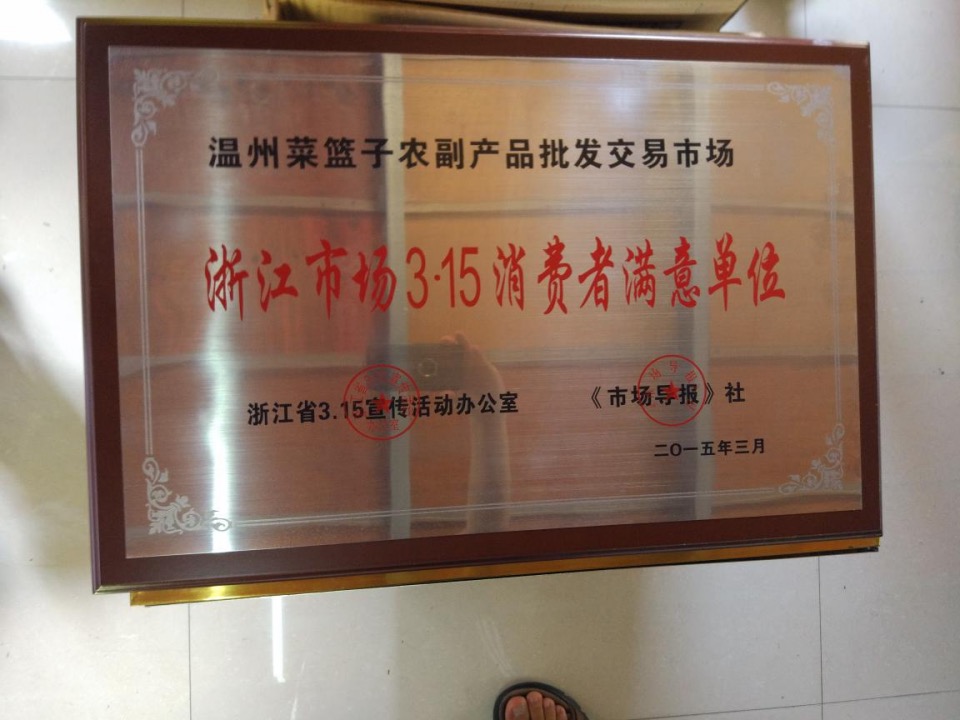 温州菜篮子农副产品批发交易市场
浙江市场3·15消费者满意单位
浙江省3.15宣传活动办公室
《市场导报》社
二〇一五年三月